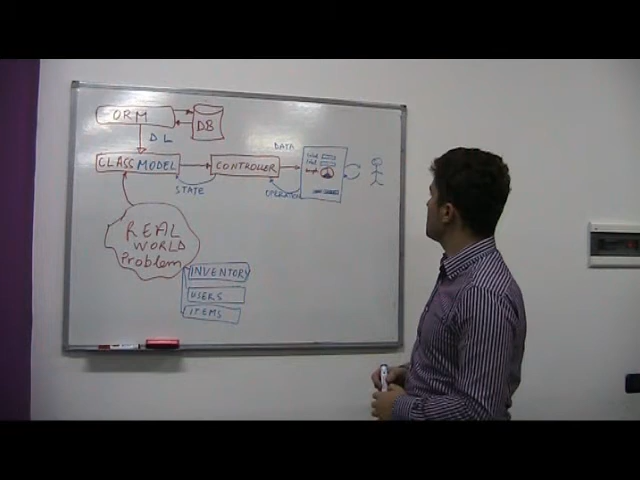 ORM
DB
DL
DATA
CLASS MODEL
CONTROLLER
STATE
OPERATION
REAL
WORLD
Problem
INVENTORY
USERS
ITEMS